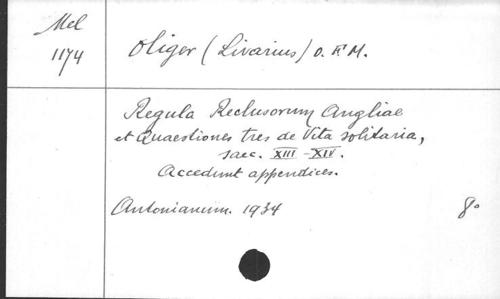 Mel
1174
Oliger (Livarius) O. F M.
Regula Reclusorum Angliae
et Quaestiones tres de Vita solitaria,
saec. XIII - XIV.
Accedunt appendices.
Antonianum. 1934 8º